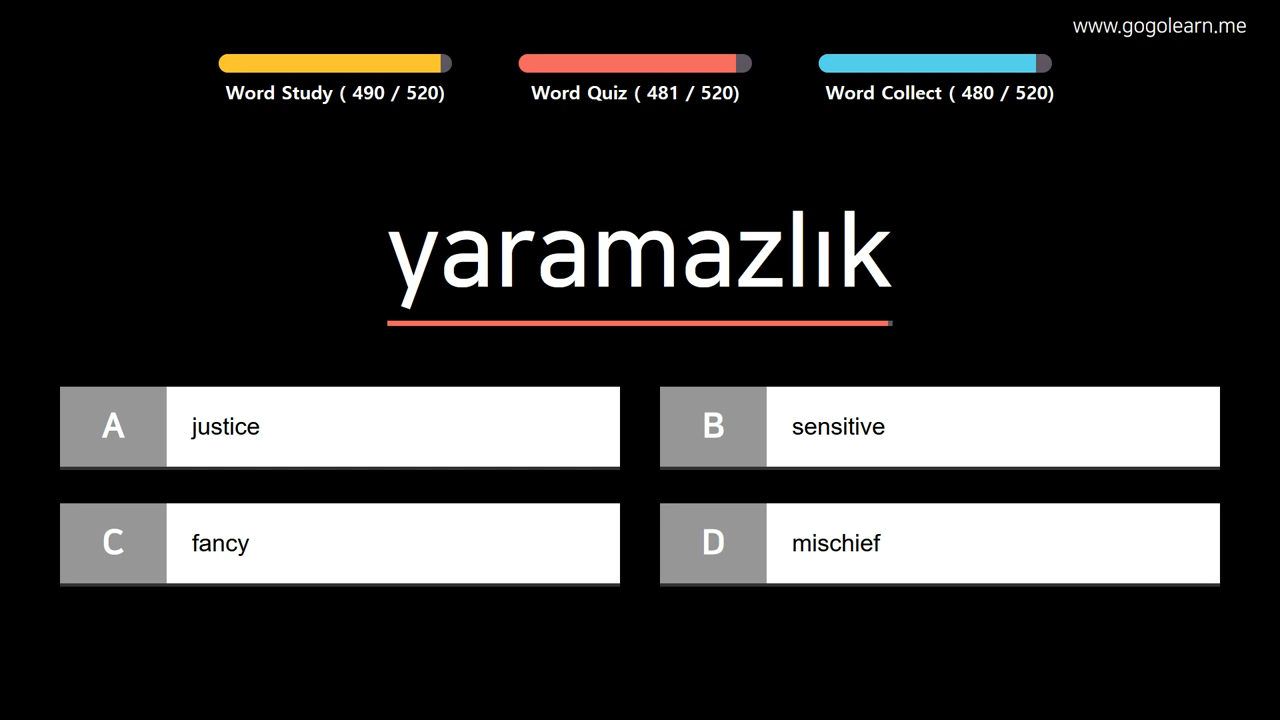 www.gogolearn.me
Word Study ( 490 / 520)
Word Quiz ( 481 / 520)
Word Collect ( 480 / 520)
yaramazlık
A justice
B sensitive
C fancy
D mischief